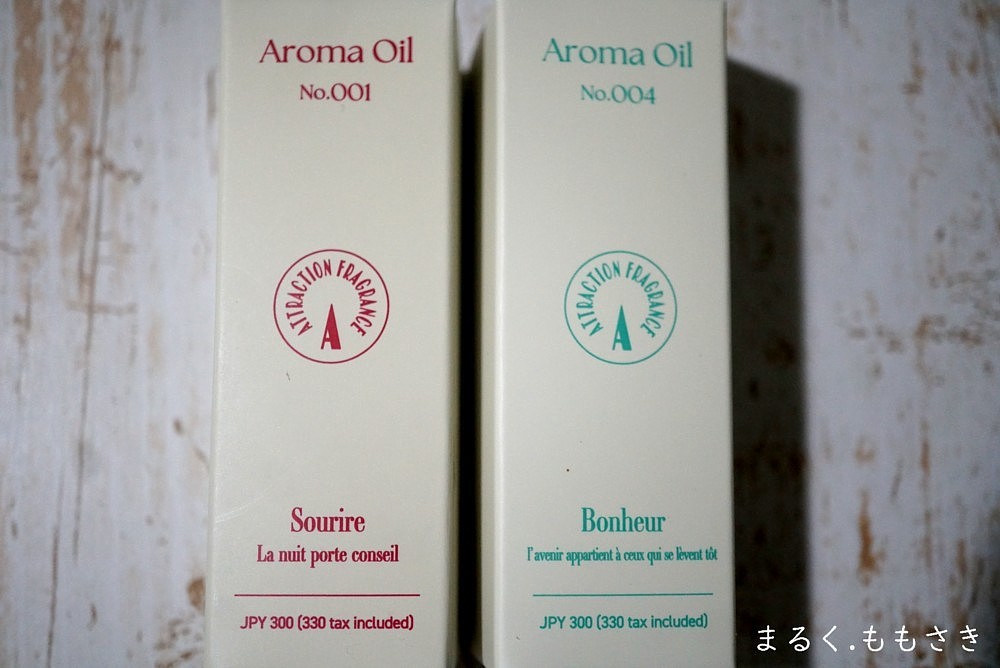 Aroma Oil
No.001
ATTRACTION FRAGRANCE
A
Sourire
La nuit porte conseil
JPY 300 (330 tax included)
Aroma Oil
No.004
ATTRACTION FRAGRANCE
A
Bonheur
l'avenir appartient à ceux qui se lèvent tôt
JPY 300 (330 tax included)
まるく.ももさき